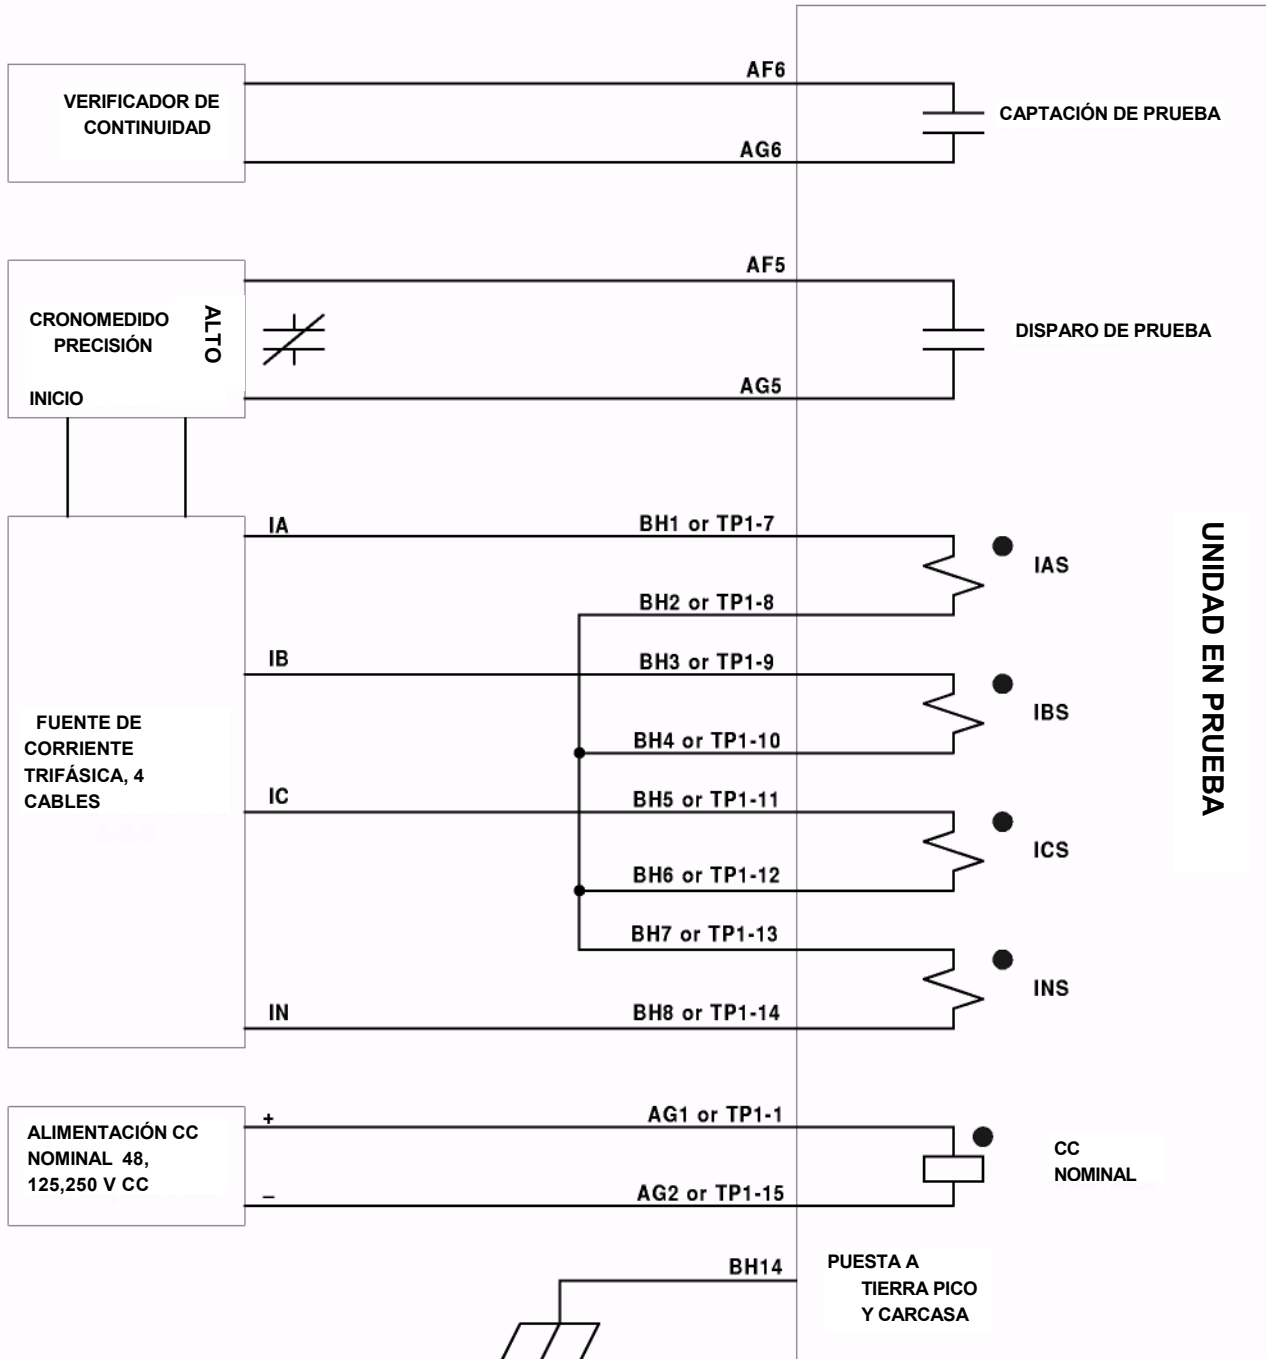 AF6
VERIFICADOR DE
CONTINUIDAD
CAPTACIÓN DE PRUEBA
AG6
AF5
CRONOMEDIDO
PRECISIÓN
ALTO
INICIO
DISPARO DE PRUEBA
AG5
IA
BH1 or TP1-7
IAS
BH2 or TP1-8
IB
BH3 or TP1-9
IBS
BH4 or TP1-10
FUENTE DE
CORRIENTE
TRIFÁSICA, 4
CABLES
IC
BH5 or TP1-11
ICS
BH6 or TP1-12
BH7 or TP1-13
INS
IN
BH8 or TP1-14
UNIDAD EN PRUEBA
ALIMENTACIÓN CC
NOMINAL 48,
125,250 V CC
+
AG1 or TP1-1
CC
NOMINAL
–
AG2 or TP1-15
BH14
PUESTA A
TIERRA PICO
Y CARCASA